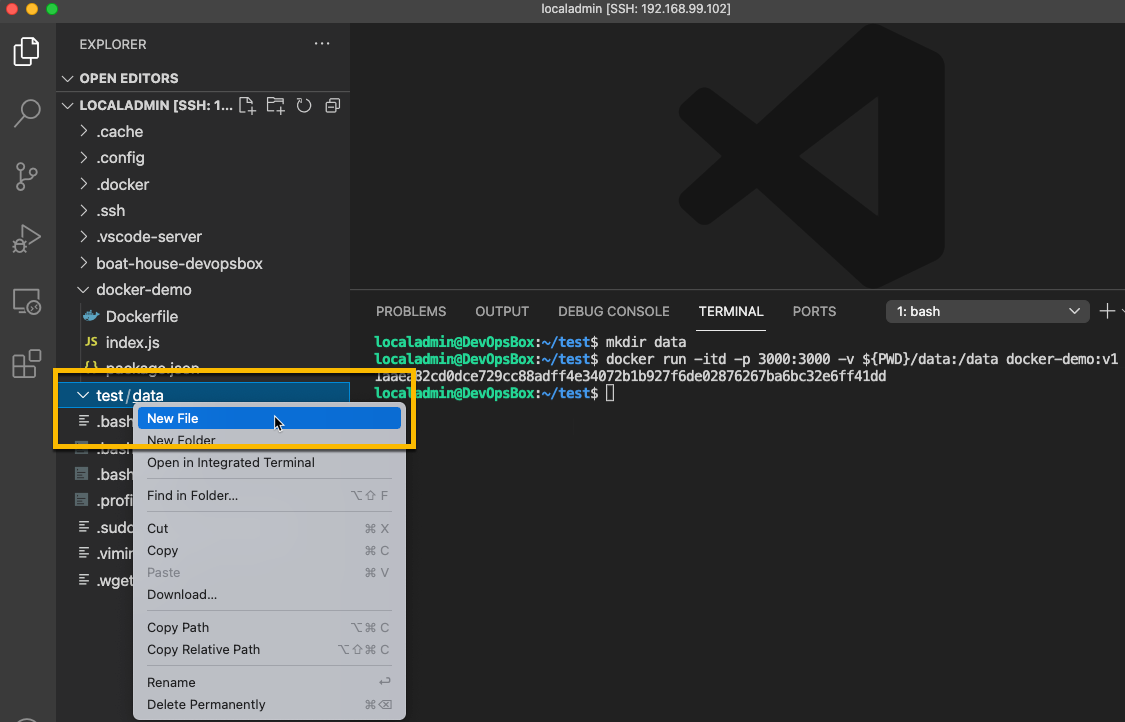 localadmin [SSH: 192.168.99.102]
EXPLORER
OPEN EDITORS
LOCALADMIN [SSH: 1...
.cache
.config
.docker
.ssh
.vscode-server
boat-house-devopsbox
docker-demo
Dockerfile
JS index.js
{} package.json
test/data
.bash
.bash
.bash
.profi
.sudo
.vimin
.wget
New File
New Folder
Open in Integrated Terminal
Find in Folder... ⌥⇧ F
Cut ⌘ X
Copy ⌘ C
Paste ⌘ V
Download...
Copy Path ⌥⌘ C
Copy Relative Path ⌥⇧⌘ C
Rename ↩
Delete Permanently ⌘⌫
PROBLEMS OUTPUT DEBUG CONSOLE TERMINAL PORTS 1: bash
localadmin@DevOpsBox:~/test$ mkdir data
localadmin@DevOpsBox:~/test$ docker run -itd -p 3000:3000 -v ${PWD}/data:/data docker-demo:v1
localadmin@DevOpsBox:~/test$